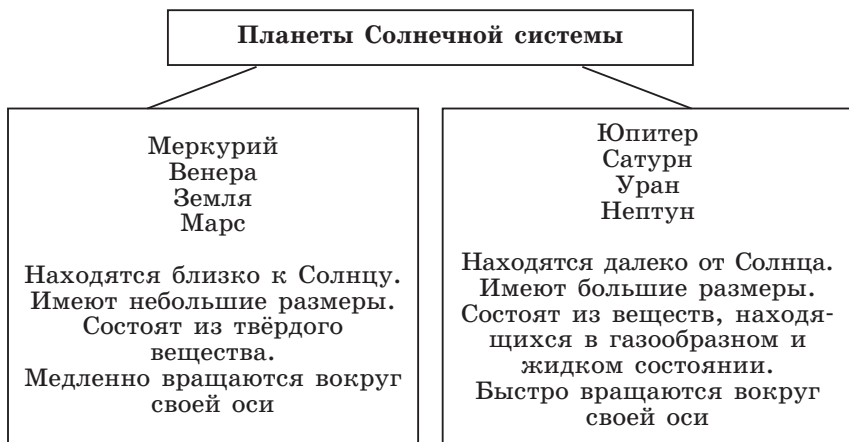 Планеты Солнечной системы
Меркурий
Венера
Земля
Марс
Находятся близко к Солнцу.
Имеют небольшие размеры.
Состоят из твёрдого
вещества.
Медленно вращаются вокруг
своей оси
Юпитер
Сатурн
Уран
Нептун
Находятся далеко от Солнца.
Имеют большие размеры.
Состоят из веществ, находя-
щихся в газообразном и
жидком состоянии.
Быстро вращаются вокруг
своей оси